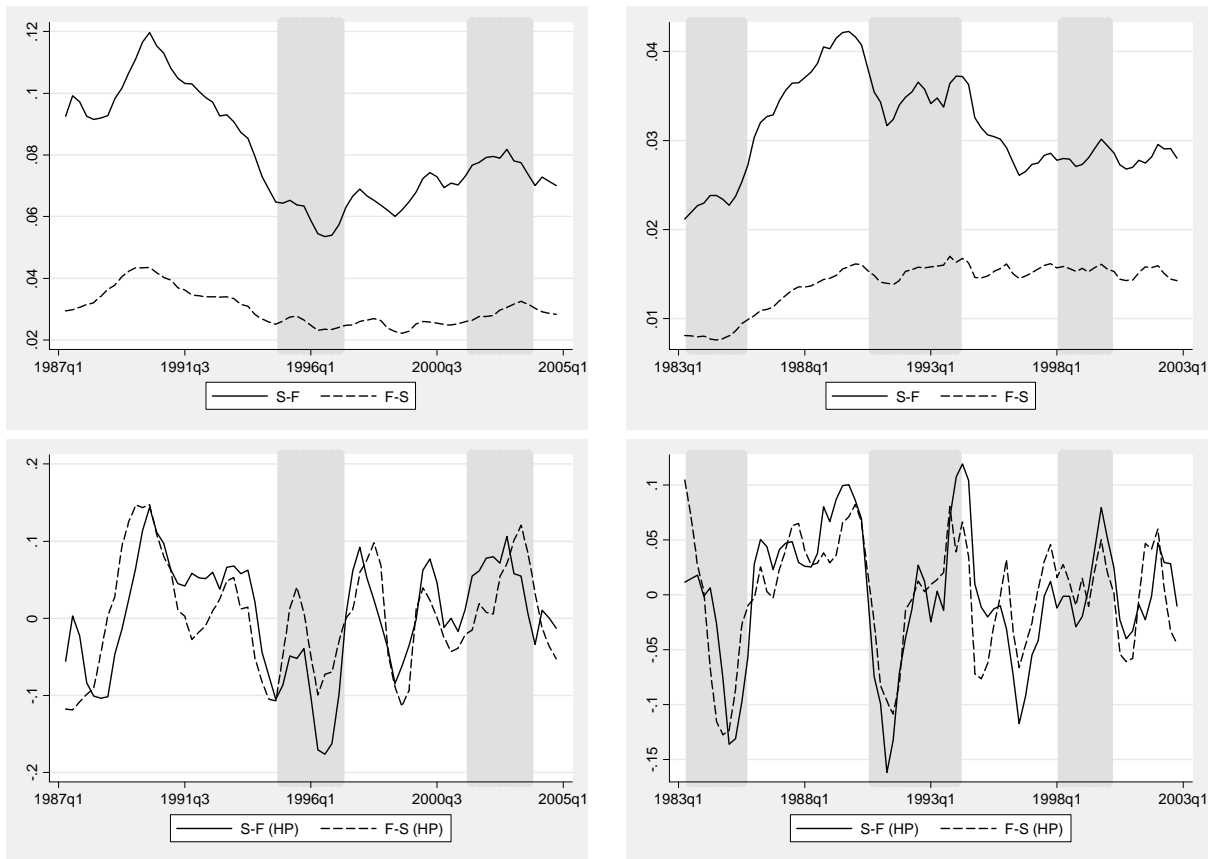 .12
.1
.08
.06
.04
.02
1987q1 1991q3 1996q1 2000q3 2005q1
S-F F-S
.04
.03
.02
.01
1983q1 1988q1 1993q1 1998q1 2003q1
S-F F-S
.2
.1
0
-.1
-.2
1987q1 1991q3 1996q1 2000q3 2005q1
S-F (HP) F-S (HP)
.1
.05
0
-.05
-.1
-.15
1983q1 1988q1 1993q1 1998q1 2003q1
S-F (HP) F-S (HP)